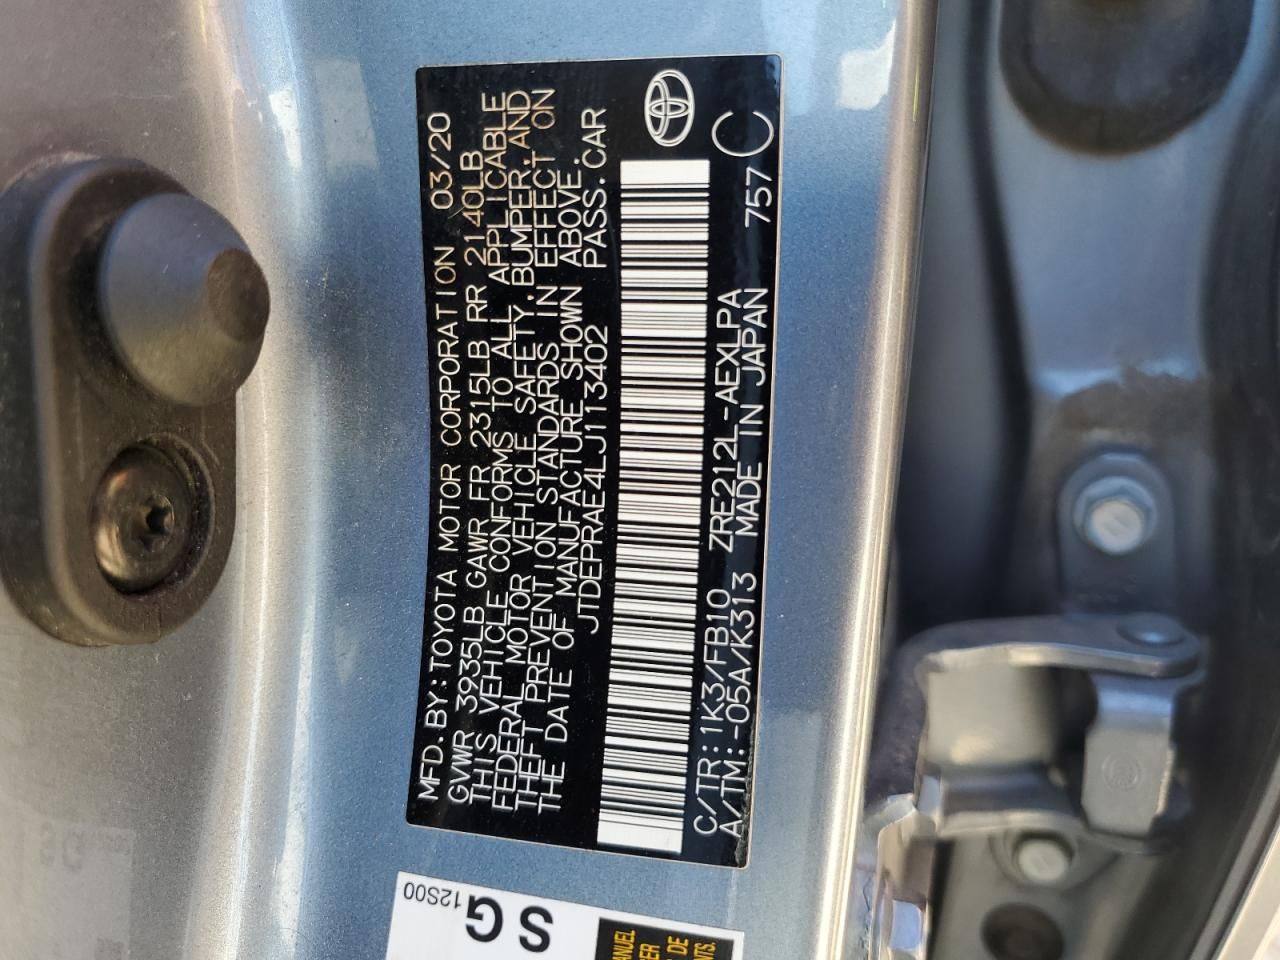 MFD.BY:TOYOTA MOTOR CORPORATION 03/20
GVWR 3935LB GAWR FR 2315LB RR 2140LB
THIS VEHICLE CONFORMS TO ALL APPLICABLE
FEDERAL MOTOR VEHICLE SAFETY, BUMPER, AND
THEFT PREVENTION STANDARDS IN EFFECT ON
THE DATE OF MANUFACTURE SHOWN ABOVE.
JTDEPRAE4LJ113402 PASS.CAR
C/TR:1K3/FB10 ZRE212L-AEXLPA
A/TM:-05A/K313 MADE IN JAPAN 757 C
12S00
SG
DE